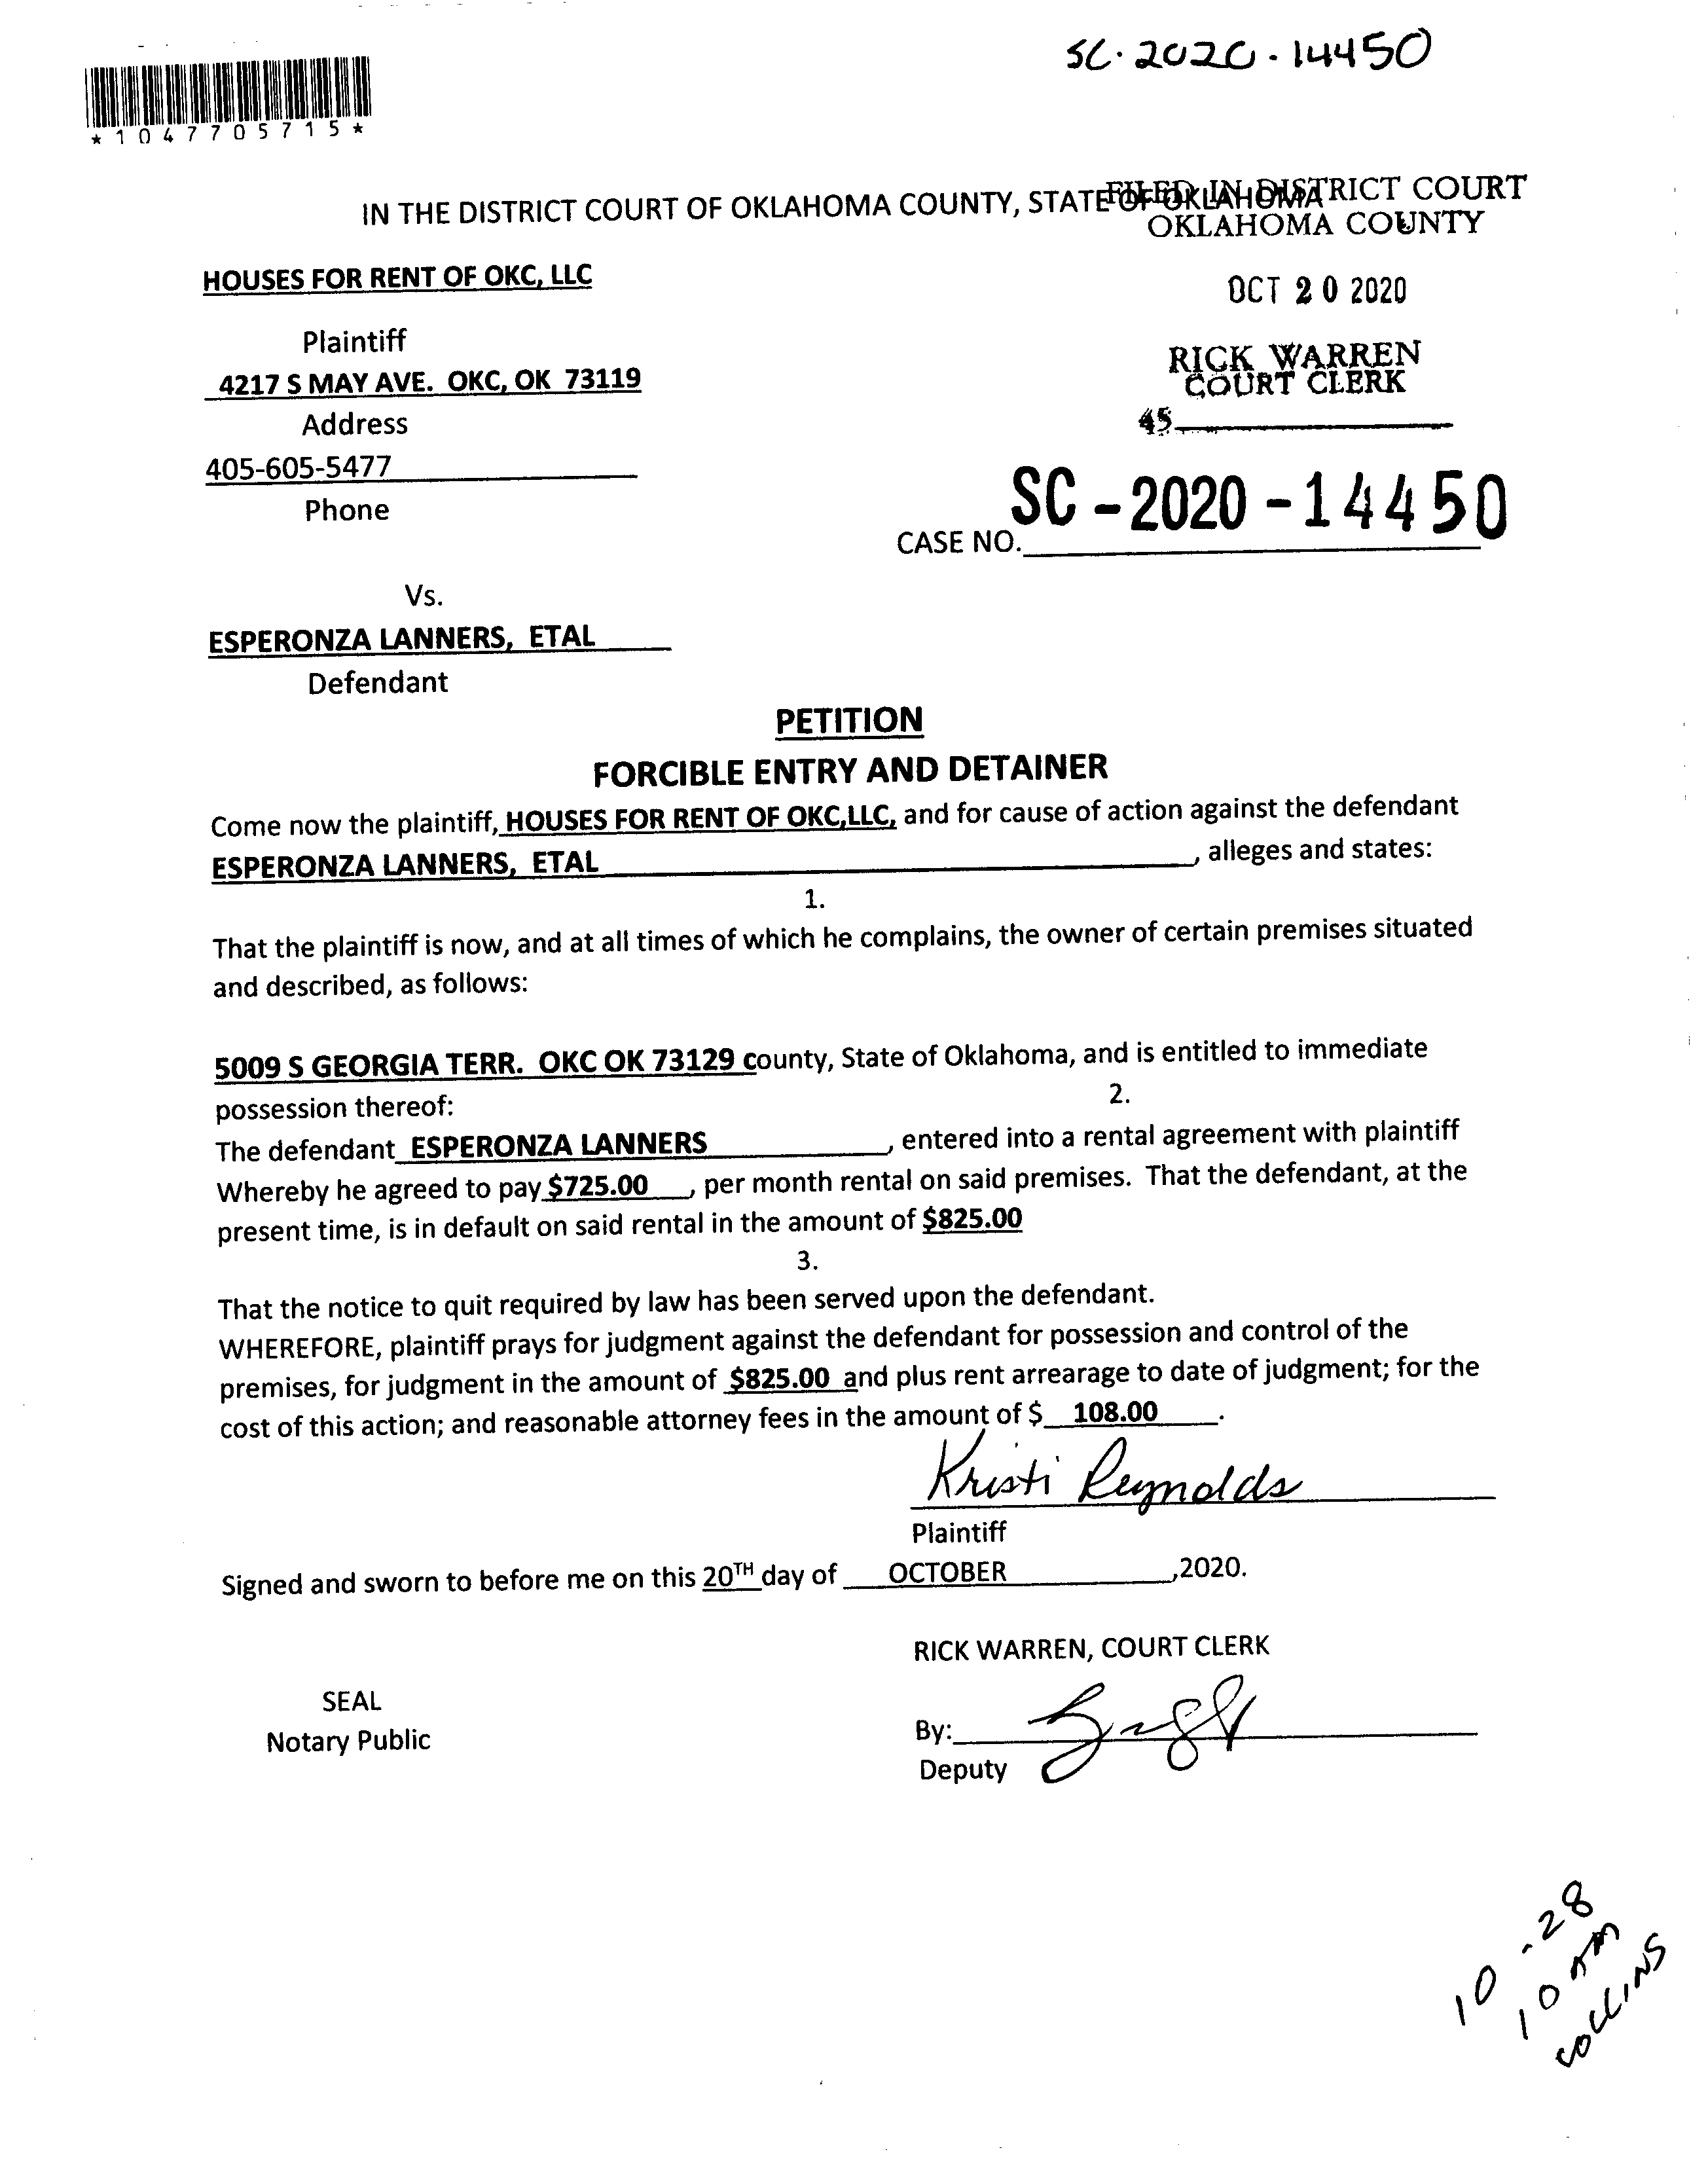 SC·2020·14450
*1047705715*
IN THE DISTRICT COURT OF OKLAHOMA COUNTY, STATE OF OKLAHOMA
FILED IN DISTRICT COURT
OKLAHOMA COUNTY
HOUSES FOR RENT OF OKC, LLC
OCT 20 2020
Plaintiff
RICK WARREN
COURT CLERK
4217 S MAY AVE. OKC, OK 73119
Address
45
405-605-5477
Phone
CASE NO. SC-2020-14450
Vs.
ESPERONZA LANNERS, ETAL
Defendant
PETITION
FORCIBLE ENTRY AND DETAINER
Come now the plaintiff, HOUSES FOR RENT OF OKC,LLC, and for cause of action against the defendant
ESPERONZA LANNERS, ETAL, alleges and states:
1.
That the plaintiff is now, and at all times of which he complains, the owner of certain premises situated
and described, as follows:
5009 S GEORGIA TERR. OKC OK 73129 county, State of Oklahoma, and is entitled to immediate
possession thereof:
2.
The defendant ESPERONZA LANNERS, entered into a rental agreement with plaintiff
Whereby he agreed to pay $725.00, per month rental on said premises. That the defendant, at the
present time, is in default on said rental in the amount of $825.00
3.
That the notice to quit required by law has been served upon the defendant.
WHEREFORE, plaintiff prays for judgment against the defendant for possession and control of the
premises, for judgment in the amount of $825.00 and plus rent arrearage to date of judgment; for the
cost of this action; and reasonable attorney fees in the amount of $ 108.00.
Kristi Reynolds
Plaintiff
Signed and sworn to before me on this 20TH day of OCTOBER,2020.
RICK WARREN, COURT CLERK
SEAL
Notary Public
By:
Deputy
10-28
10 AM
COLLINS